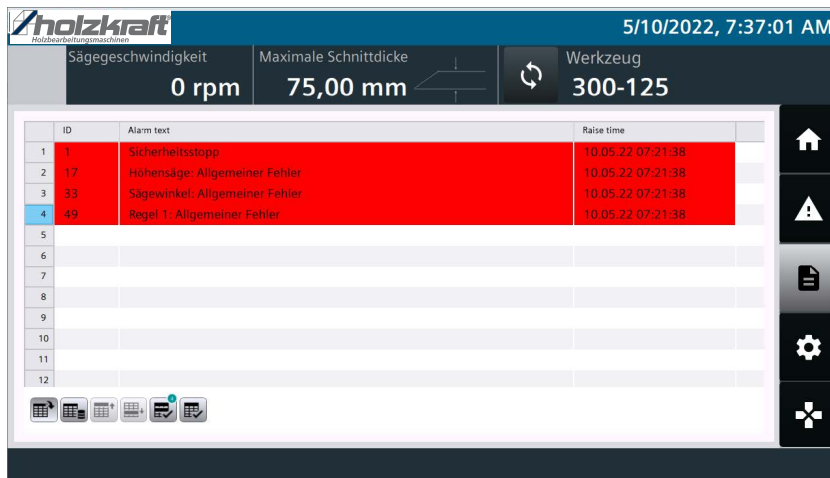 holzkraft
Holzbearbeitungsmaschinen
5/10/2022, 7:37:01 AM
Sägegeschwindigkeit
0 rpm
Maximale Schnittdicke
75,00 mm
Werkzeug
300-125
ID Alarm text Raise time
1 1 Sicherheitsstopp 10.05.22 07:21:38
2 17 Höhensäge: Allgemeiner Fehler 10.05.22 07:21:38
3 33 Sägewinkel: Allgemeiner Fehler 10.05.22 07:21:38
4 49 Regel 1: Allgemeiner Fehler 10.05.22 07:21:38
5
6
7
8
9
10
11
12
4